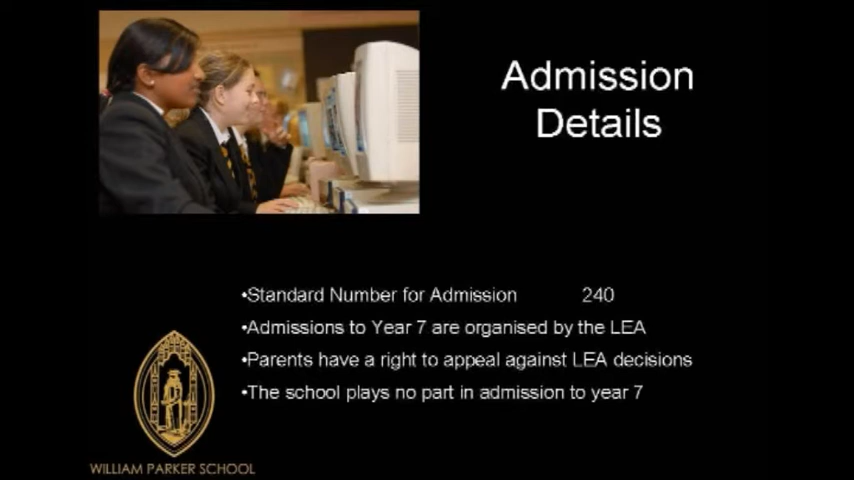 Admission
Details
•Standard Number for Admission 240
•Admissions to Year 7 are organised by the LEA
•Parents have a right to appeal against LEA decisions
•The school plays no part in admission to year 7
WILLIAM PARKER SCHOOL